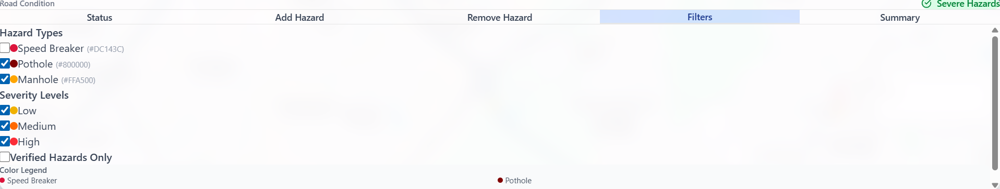 Road Condition
Severe Hazards
Status Add Hazard Remove Hazard Filters Summary
Hazard Types
Speed Breaker (#DC143C)
Pothole (#800000)
Manhole (#FFA500)
Severity Levels
Low
Medium
High
Verified Hazards Only
Color Legend
Speed Breaker Pothole